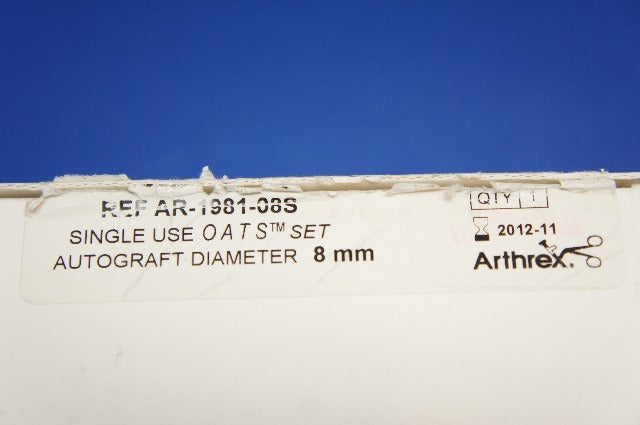 REF AR-1981-08S
SINGLE USE OATS™ SET
AUTOGRAFT DIAMETER 8 mm
QTY 1
2012-11
Arthrex